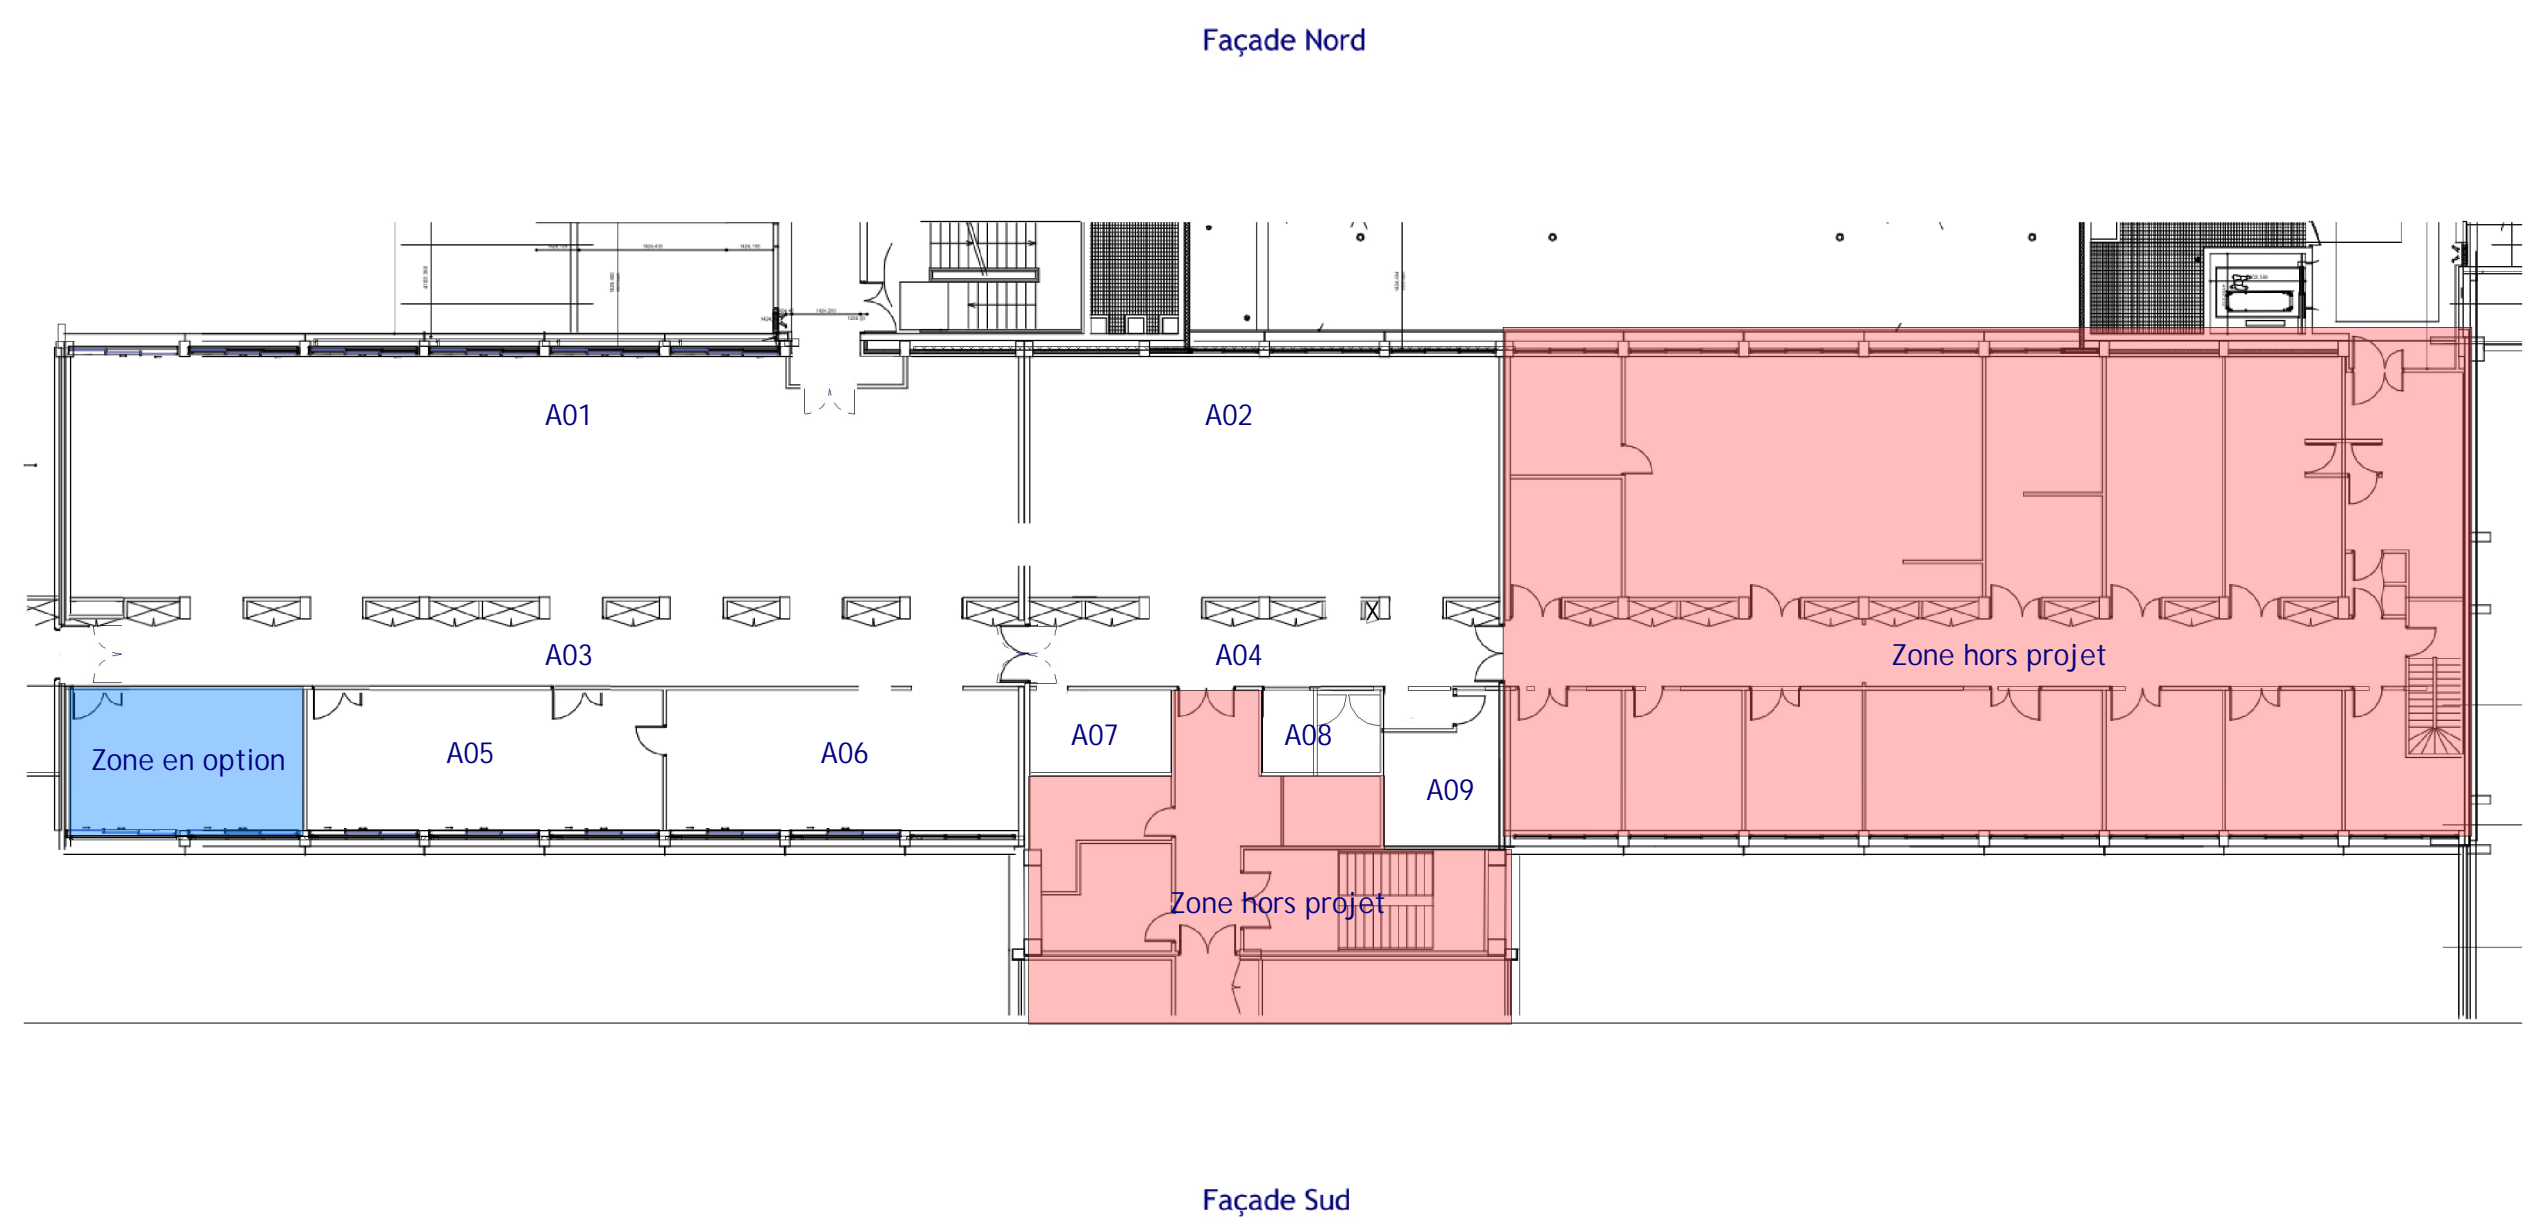 Façade Nord
A01
A02
A03
A04
Zone hors projet
Zone en option
A05
A06
A07
A08
A09
Zone hors projet
Façade Sud